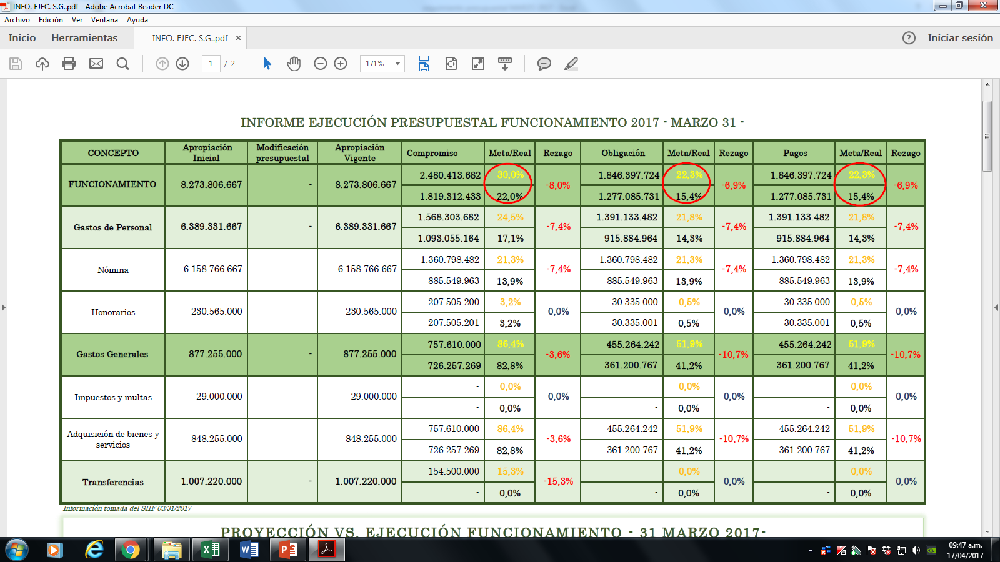 INFO. EJEC. S.G..pdf - Adobe Acrobat Reader DC
Archivo Edición Ver Ventana Ayuda
Inicio Herramientas INFO. EJEC. S.G..pdf × ? Iniciar sesión
1 / 2 171%
INFORME EJECUCIÓN PRESUPUESTAL FUNCIONAMIENTO 2017 - MARZO 31 -
CONCEPTO Apropiación Inicial Modificación presupuestal Apropiación Vigente Compromiso Meta/Real Rezago Obligación Meta/Real Rezago Pagos Meta/Real Rezago
FUNCIONAMIENTO 8.273.806.667 - 8.273.806.667 2.480.413.682 30,0% -8,0% 1.846.397.724 22,3% -6,9% 1.846.397.724 22,3% -6,9%
1.819.312.433 22,0% 1.277.085.731 15,4% 1.277.085.731 15,4%
Gastos de Personal 6.389.331.667 - 6.389.331.667 1.568.303.682 24,5% -7,4% 1.391.133.482 21,8% -7,4% 1.391.133.482 21,8% -7,4%
1.093.055.164 17,1% 915.884.964 14,3% 915.884.964 14,3%
Nómina 6.158.766.667 6.158.766.667 1.360.798.482 21,3% -7,4% 1.360.798.482 21,3% -7,4% 1.360.798.482 21,3% -7,4%
885.549.963 13,9% 885.549.963 13,9% 885.549.963 13,9%
Honorarios 230.565.000 230.565.000 207.505.200 3,2% 0,0% 30.335.000 0,5% 0,0% 30.335.000 0,5% 0,0%
207.505.201 3,2% 30.335.001 0,5% 30.335.001 0,5%
Gastos Generales 877.255.000 - 877.255.000 757.610.000 86,4% -3,6% 455.264.242 51,9% -10,7% 455.264.242 51,9% -10,7%
726.257.269 82,8% 361.200.767 41,2% 361.200.767 41,2%
Impuestos y multas 29.000.000 29.000.000 - 0,0% 0,0% 0,0% 0,0% 0,0% 0,0%
- 0,0% - 0,0% - 0,0%
Adquisición de bienes y servicios 848.255.000 848.255.000 757.610.000 86,4% -3,6% 455.264.242 51,9% -10,7% 455.264.242 51,9% -10,7%
726.257.269 82,8% 361.200.767 41,2% 361.200.767 41,2%
Transferencias 1.007.220.000 - 1.007.220.000 154.500.000 15,3% -15,3% - 0,0% 0,0% - 0,0% 0,0%
- 0,0% - 0,0% - 0,0%
Información tomada del SIIF 03/31/2017
PROYECCIÓN VS. EJECUCIÓN FUNCIONAMIENTO - 31 MARZO 2017-
09:47 a.m.
17/04/2017